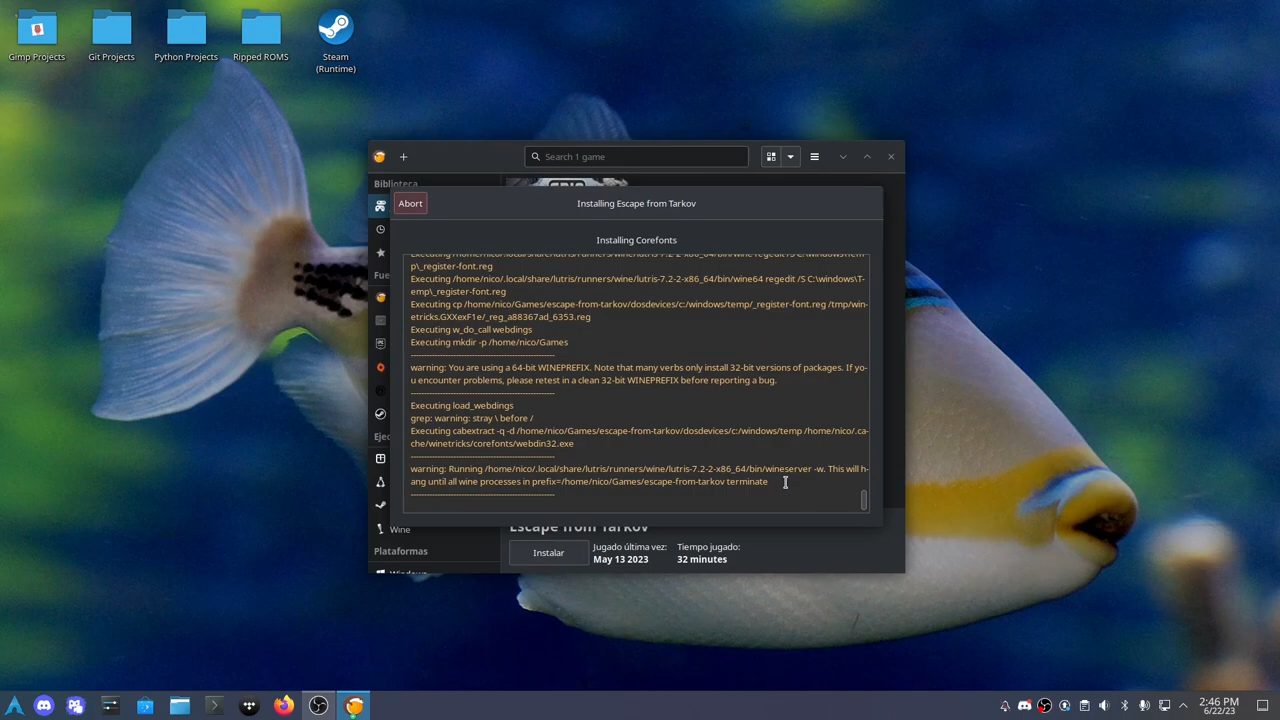 Gimp Projects
Git Projects
Python Projects
Ripped ROMS
Steam
(Runtime)
Search 1 game
Biblioteca
Abort
Installing Escape from Tarkov
Installing Corefonts
p\_register-font.reg
Executing /home/nico/.local/share/lutris/runners/wine/lutris-7.2-2-x86_64/bin/wine64 regedit /S C:\windows\T-
emp\_register-font.reg
Executing cp /home/nico/Games/escape-from-tarkov/dosdevices/c:/windows/temp/_register-font.reg /tmp/win-
etricks.GXXexF1e/_reg_a88367ad_6353.reg
Executing w_do_call webdings
Executing mkdir -p /home/nico/Games
------------------------------------------------------
warning: You are using a 64-bit WINEPREFIX. Note that many verbs only install 32-bit versions of packages. If yo-
u encounter problems, please retest in a clean 32-bit WINEPREFIX before reporting a bug.
------------------------------------------------------
Executing load_webdings
grep: warning: stray \ before /
Executing cabextract -q -d /home/nico/Games/escape-from-tarkov/dosdevices/c:/windows/temp /home/nico/.ca-
che/winetricks/corefonts/webdin32.exe
------------------------------------------------------
warning: Running /home/nico/.local/share/lutris/runners/wine/lutris-7.2-2-x86_64/bin/wineserver -w. This will h-
ang until all wine processes in prefix=/home/nico/Games/escape-from-tarkov terminate
------------------------------------------------------
Fue
Ejec
Wine
Plataformas
Escape from Tarkov
Instalar
Jugado última vez:
May 13 2023
Tiempo jugado:
32 minutes
2:46 PM
6/22/23